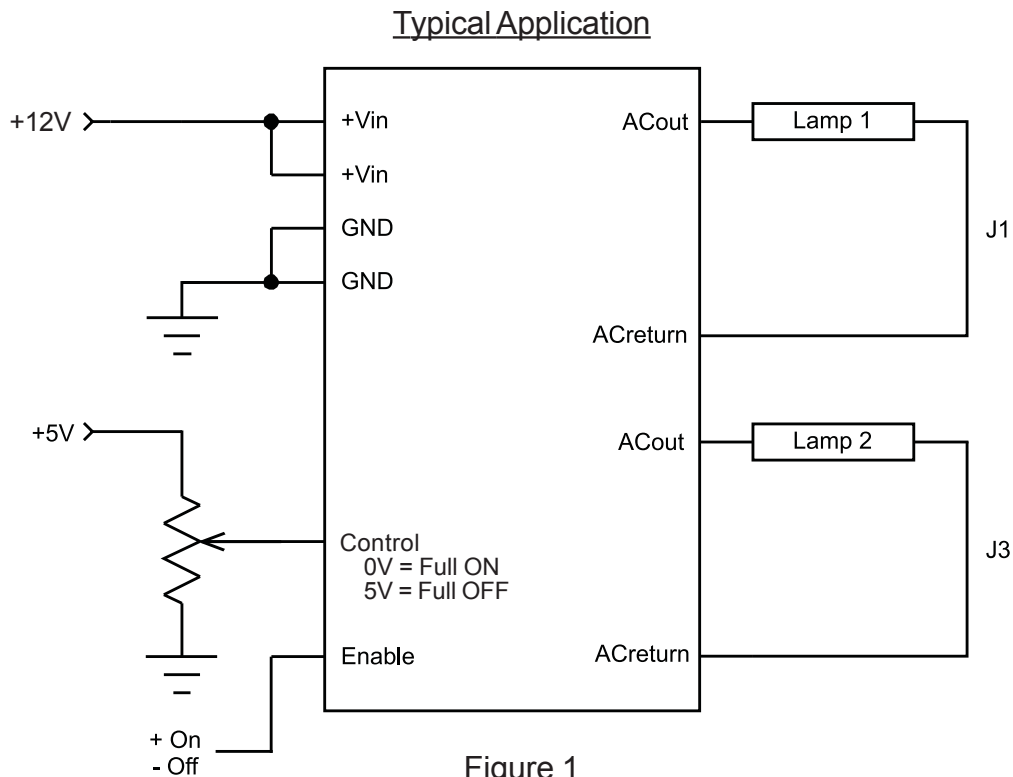 Typical Application
+12V
+Vin
+Vin
GND
GND
ACout
Lamp 1
J1
ACreturn
+5V
ACout
Lamp 2
Control
0V = Full ON
5V = Full OFF
J3
Enable
ACreturn
+ On
- Off
Figure 1